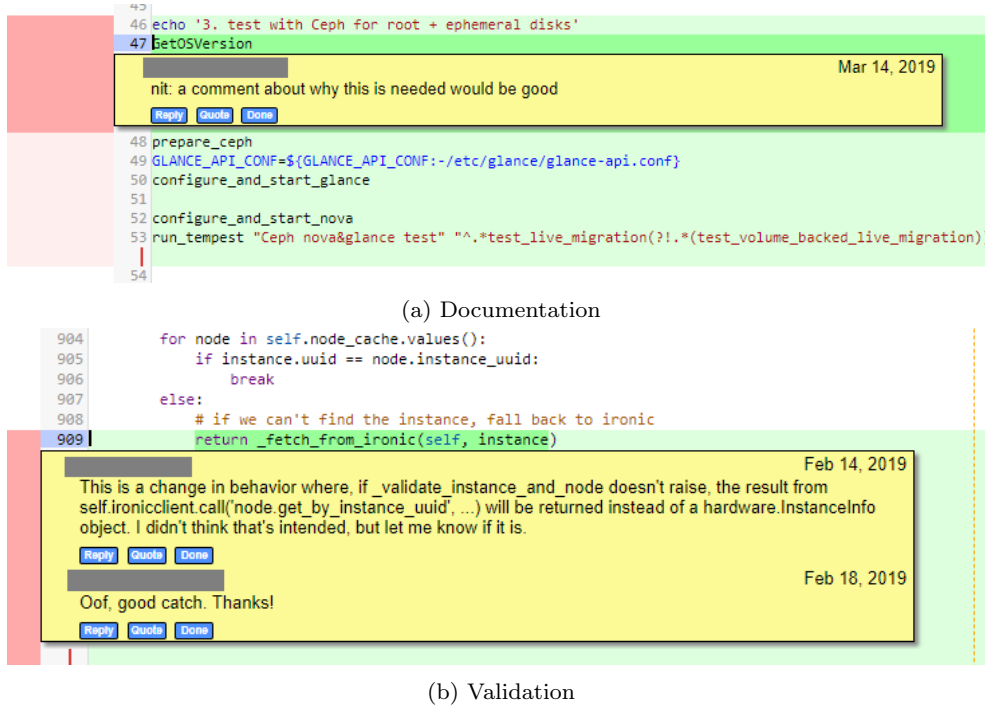 45
46 echo '3. test with Ceph for root + ephemeral disks'
47 GetOSVersion
Mar 14, 2019
nit: a comment about why this is needed would be good
Reply Quote Done
48 prepare_ceph
49 GLANCE_API_CONF=${GLANCE_API_CONF:-/etc/glance/glance-api.conf}
50 configure_and_start_glance
51
52 configure_and_start_nova
53 run_tempest "Ceph nova&glance test" "^.*test_live_migration(?!.*(test_volume_backed_live_migration)
54
(a) Documentation
904 for node in self.node_cache.values():
905 if instance.uuid == node.instance_uuid:
906 break
907 else:
908 # if we can't find the instance, fall back to ironic
909 return _fetch_from_ironic(self, instance)
Feb 14, 2019
This is a change in behavior where, if _validate_instance_and_node doesn't raise, the result from
self.ironicclient.call('node.get_by_instance_uuid', ...) will be returned instead of a hardware.InstanceInfo
object. I didn't think that's intended, but let me know if it is.
Reply Quote Done
Feb 18, 2019
Oof, good catch. Thanks!
Reply Quote Done
(b) Validation